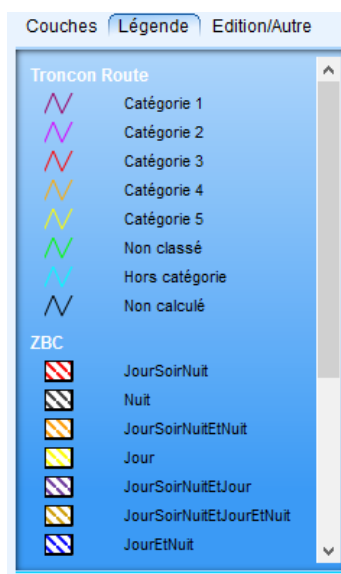 Couches Légende Edition/Autre
Troncon Route
Catégorie 1
Catégorie 2
Catégorie 3
Catégorie 4
Catégorie 5
Non classé
Hors catégorie
Non calculé
ZBC
JourSoirNuit
Nuit
JourSoirNuitEtNuit
Jour
JourSoirNuitEtJour
JourSoirNuitEtJourEtNuit
JourEtNuit